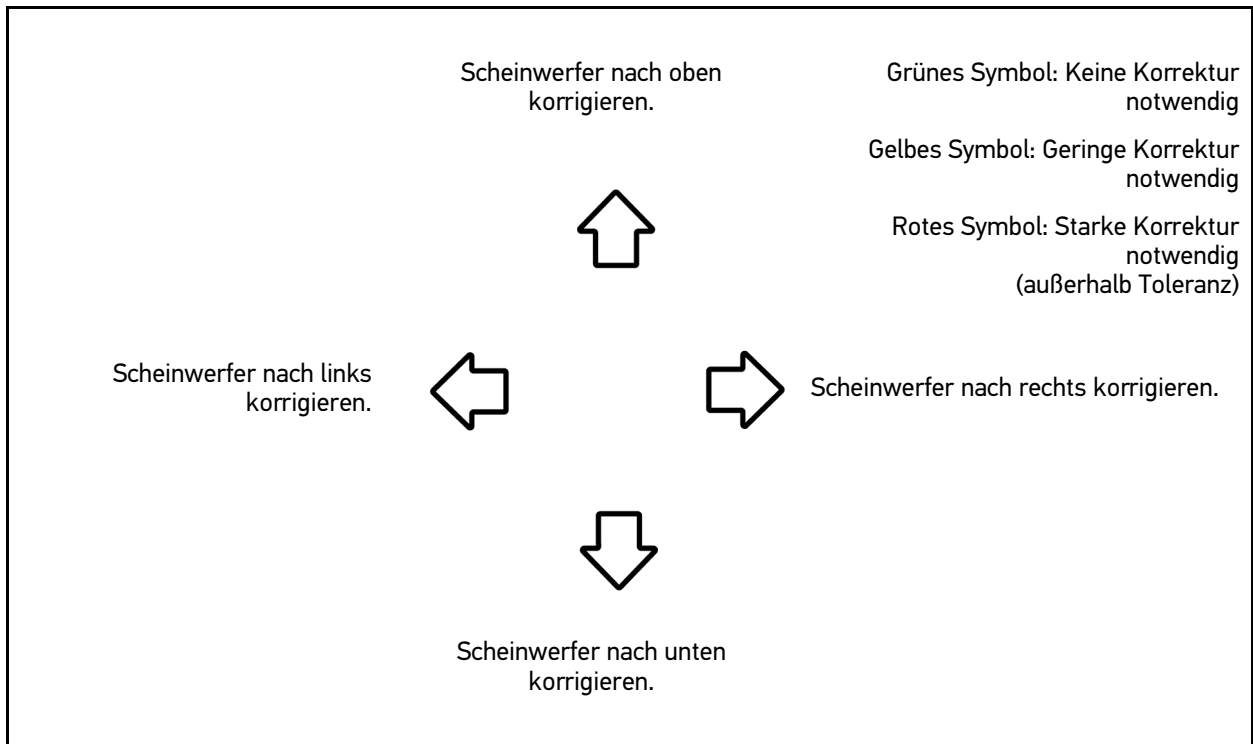 Scheinwerfer nach oben
korrigieren.
Grünes Symbol: Keine Korrektur
notwendig
Gelbes Symbol: Geringe Korrektur
notwendig
Rotes Symbol: Starke Korrektur
notwendig
(außerhalb Toleranz)
Scheinwerfer nach links
korrigieren.
Scheinwerfer nach rechts korrigieren.
Scheinwerfer nach unten
korrigieren.